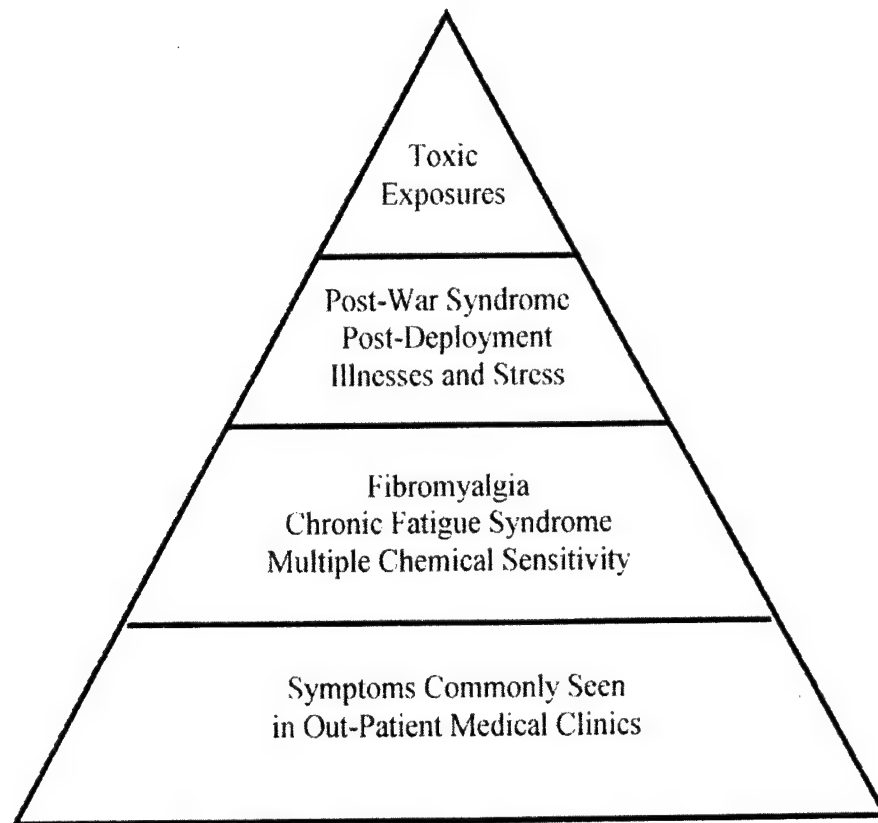 Toxic
Exposures
Post-War Syndrome
Post-Deployment
Illnesses and Stress
Fibromyalgia
Chronic Fatigue Syndrome
Multiple Chemical Sensitivity
Symptoms Commonly Seen
in Out-Patient Medical Clinics